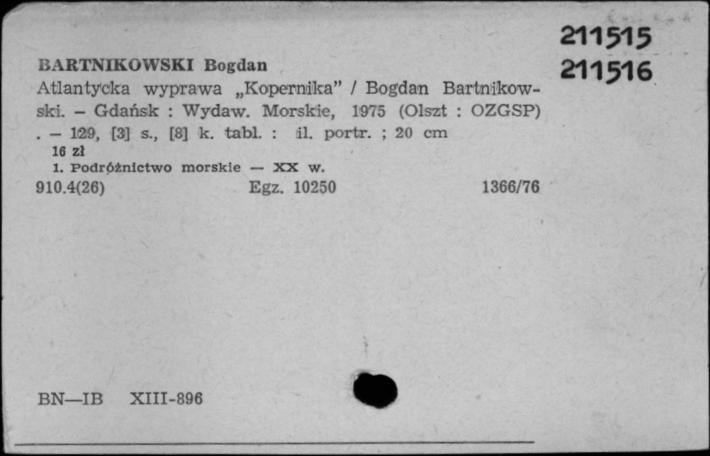 211515
BARTNIKOWSKI Bogdan
211516
Atlantycka wyprawa „Kopernika” / Bogdan Bartnikow-
ski. — Gdańsk : Wydaw. Morskie, 1975 (Olszt : OZGSP)
. — 129, [3] s., [8] k. tabl. : il. portr. ; 20 cm
16 zł
1. Podróżnictwo morskie — XX w.
910.4(26) Egz. 10250 1366/76
BN—IB XIII-896